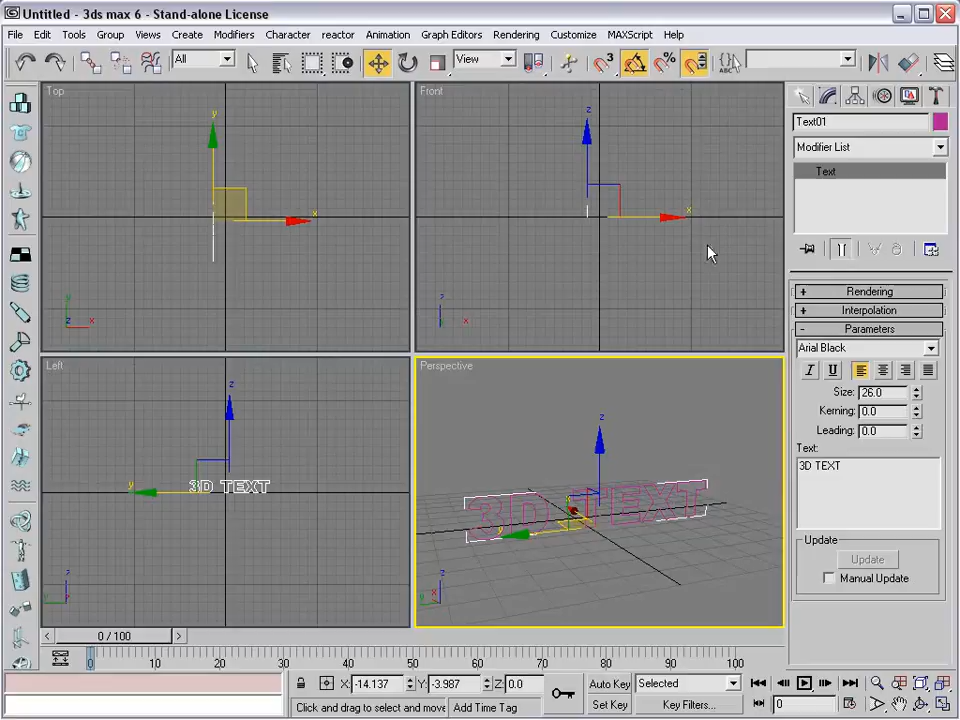 Untitled - 3ds max 6 - Stand-alone License
File Edit Tools Group Views Create Modifiers Character reactor Animation Graph Editors Rendering Customize MAXScript Help
All View 3 %
Text01
Modifier List
Text
Top
y
x
y
z x
Front
z
x
z
x
Left
z
y
3D TEXT
z
y
Perspective
z
3D TEXT
y
z
y x
+ Rendering
+ Interpolation
- Parameters
Arial Black
I U
Size: 26.0
Kerning: 0.0
Leading: 0.0
Text:
3D TEXT
Update
Update
Manual Update
< 0 / 100 >
0 10 20 30 40 50 60 70 80 90 100
X: -14.137 Y: -3.987 Z: 0.0
Auto Key Selected
Click and drag to select and move Add Time Tag
Set Key Key Filters... 0